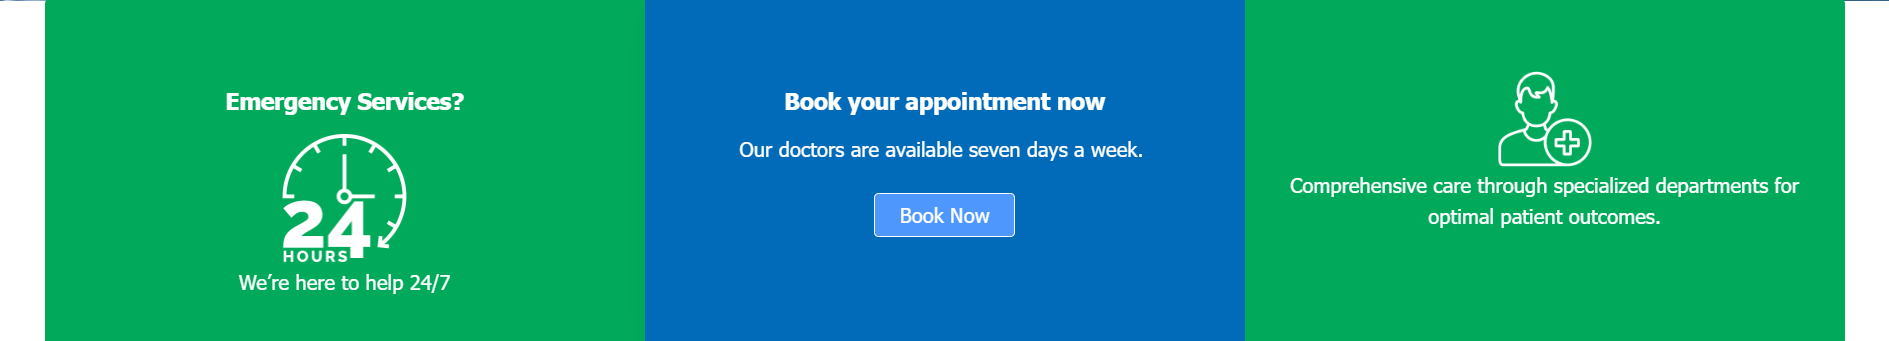 Emergency Services?
24
HOURS
We’re here to help 24/7
Book your appointment now
Our doctors are available seven days a week.
Book Now
Comprehensive care through specialized departments for
optimal patient outcomes.